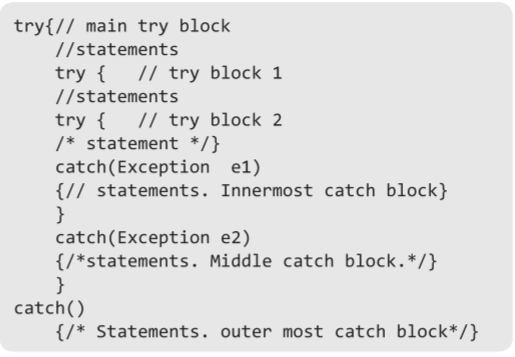 try{// main try block
    //statements
    try {   // try block 1
    //statements
    try {   // try block 2
    /* statement */}
    catch(Exception  e1)
    {// statements. Innermost catch block}
    }
    catch(Exception e2)
    {/*statements. Middle catch block.*/}
    }
catch()
    {/* Statements. outer most catch block*/}